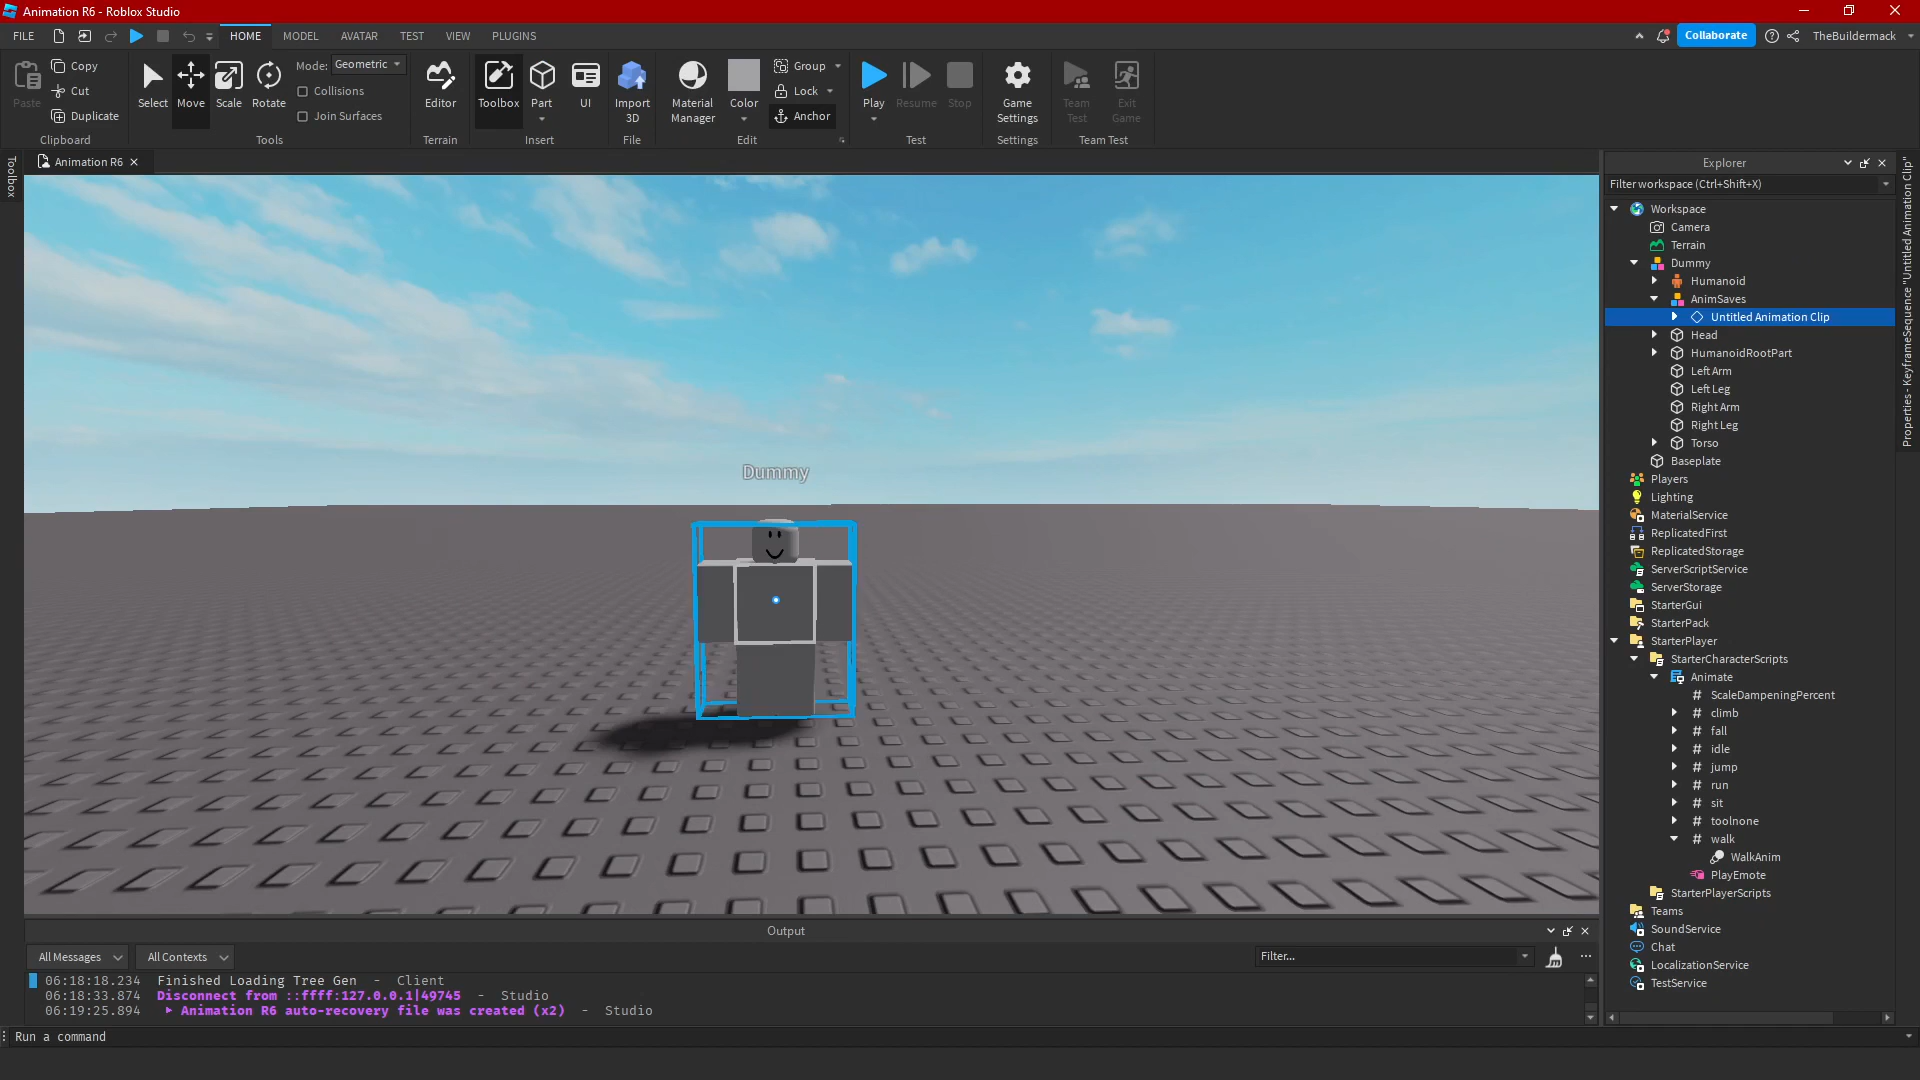 Animation R6 - Roblox Studio
FILE HOME MODEL AVATAR TEST VIEW PLUGINS Collaborate TheBuildermack
Paste Copy Cut Duplicate Clipboard
Select Move Scale Rotate Mode: Geometric Collisions Join Surfaces Tools
Editor Terrain
Toolbox Part UI Insert
Import 3D File
Material Manager Color Group Lock Anchor Edit
Play Resume Stop Test
Game Settings Settings
Team Test Exit Game Team Test
Toolbox
Animation R6
Dummy
Explorer
Filter workspace (Ctrl+Shift+X)
Workspace
Camera
Terrain
Dummy
Humanoid
AnimSaves
Untitled Animation Clip
Head
HumanoidRootPart
Left Arm
Left Leg
Right Arm
Right Leg
Torso
Baseplate
Players
Lighting
MaterialService
ReplicatedFirst
ReplicatedStorage
ServerScriptService
ServerStorage
StarterGui
StarterPack
StarterPlayer
StarterCharacterScripts
Animate
ScaleDampeningPercent
climb
fall
idle
jump
run
sit
toolnone
walk
WalkAnim
PlayEmote
StarterPlayerScripts
Teams
SoundService
Chat
LocalizationService
TestService
Properties - KeyframeSequence "Untitled Animation Clip"
Output
All Messages All Contexts Filter...
06:18:18.234 Finished Loading Tree Gen - Client
06:18:33.874 Disconnect from ::ffff:127.0.0.1|49745 - Studio
06:19:25.894 Animation R6 auto-recovery file was created (x2) - Studio
Run a command